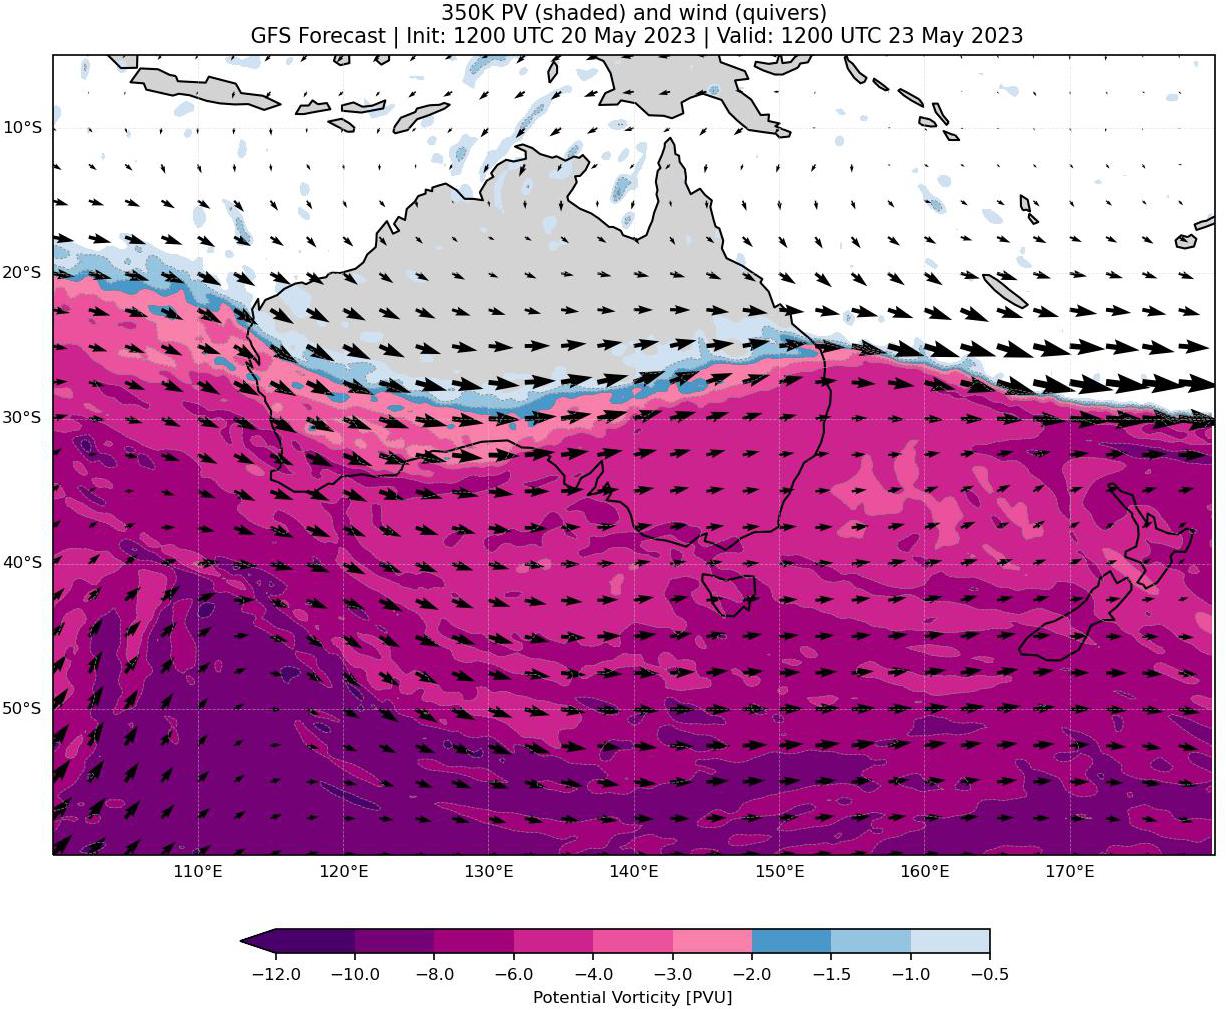 350K PV (shaded) and wind (quivers)
GFS Forecast | Init: 1200 UTC 20 May 2023 | Valid: 1200 UTC 23 May 2023
10°S
20°S
30°S
40°S
50°S
110°E 120°E 130°E 140°E 150°E 160°E 170°E
−12.0 −10.0 −8.0 −6.0 −4.0 −3.0 −2.0 −1.5 −1.0 −0.5
Potential Vorticity [PVU]